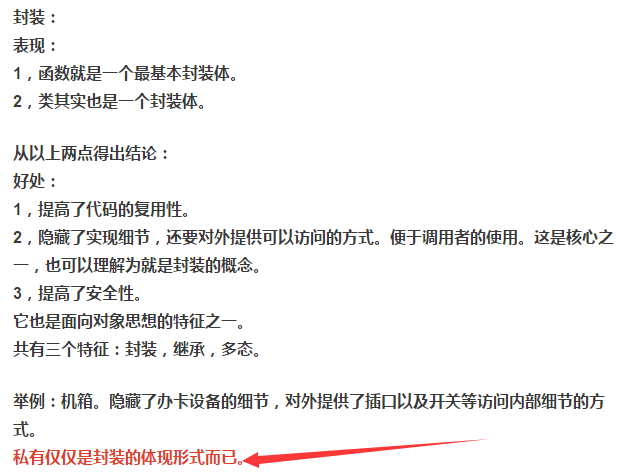 封装：
表现：
1，函数就是一个最基本封装体。
2，类其实也是一个封装体。
从以上两点得出结论：
好处：
1，提高了代码的复用性。
2，隐藏了实现细节，还要对外提供可以访问的方式。便于调用者的使用。这是核心之
一，也可以理解为就是封装的概念。
3，提高了安全性。
它也是面向对象思想的特征之一。
共有三个特征：封装，继承，多态。
举例：机箱。隐藏了办卡设备的细节，对外提供了插口以及开关等访问内部细节的方
式。
私有仅仅是封装的体现形式而已。